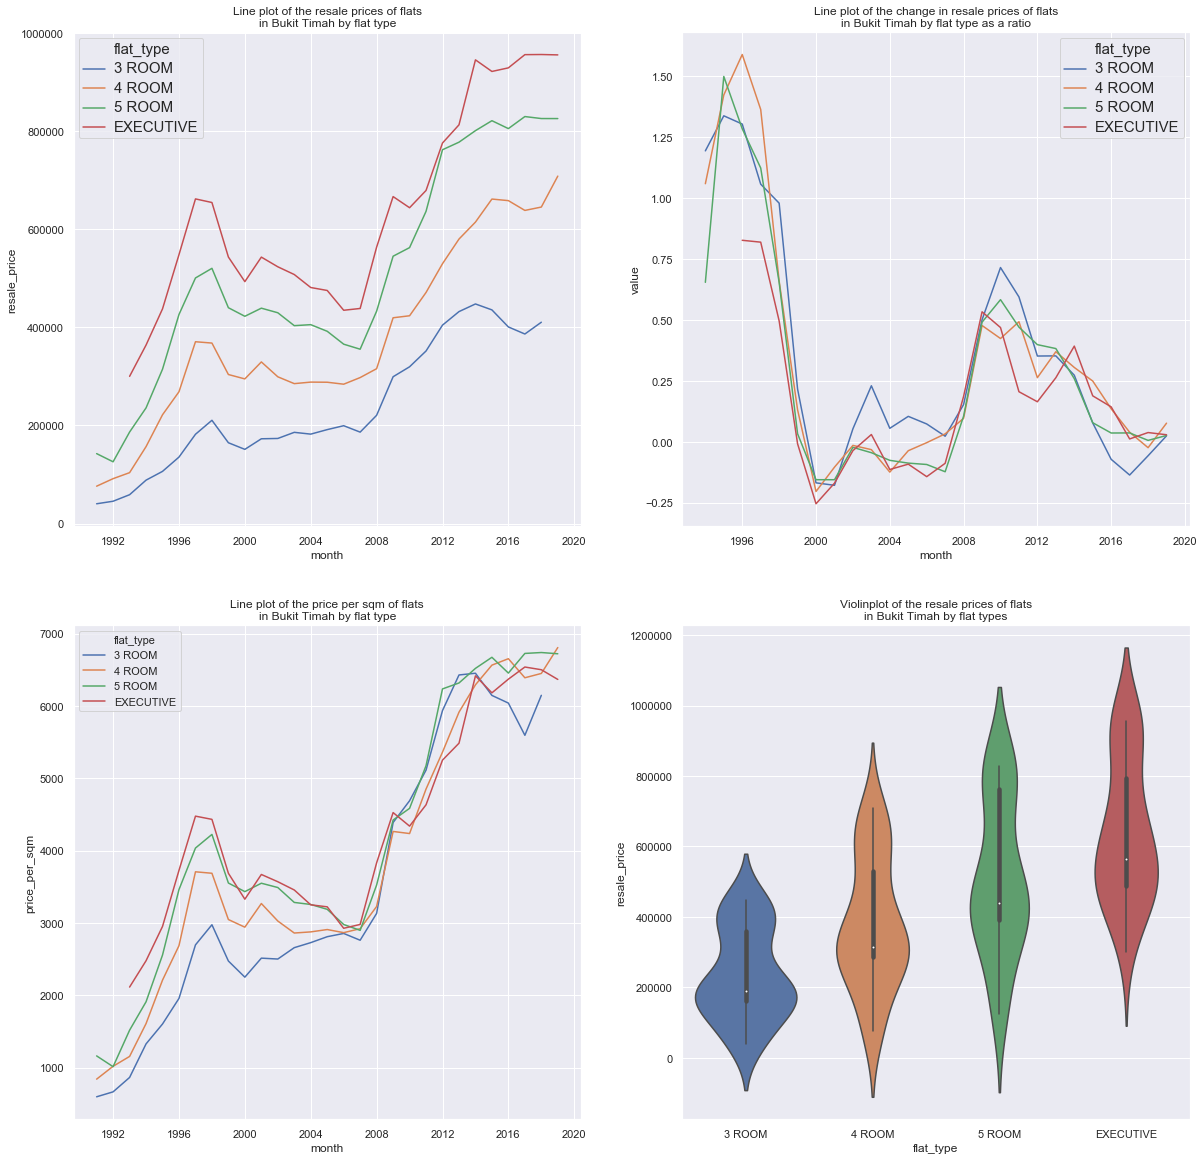 Line plot of the resale prices of flats
in Bukit Timah by flat type
1000000
800000
600000
400000
200000
0
resale_price
flat_type
3 ROOM
4 ROOM
5 ROOM
EXECUTIVE
1992 1996 2000 2004 2008 2012 2016 2020
month
Line plot of the change in resale prices of flats
in Bukit Timah by flat type as a ratio
1.50
1.25
1.00
0.75
0.50
0.25
0.00
−0.25
value
flat_type
3 ROOM
4 ROOM
5 ROOM
EXECUTIVE
1996 2000 2004 2008 2012 2016 2020
month
Line plot of the price per sqm of flats
in Bukit Timah by flat type
7000
6000
5000
4000
3000
2000
1000
price_per_sqm
flat_type
3 ROOM
4 ROOM
5 ROOM
EXECUTIVE
1992 1996 2000 2004 2008 2012 2016 2020
month
Violinplot of the resale prices of flats
in Bukit Timah by flat types
1200000
1000000
800000
600000
400000
200000
0
resale_price
3 ROOM 4 ROOM 5 ROOM EXECUTIVE
flat_type